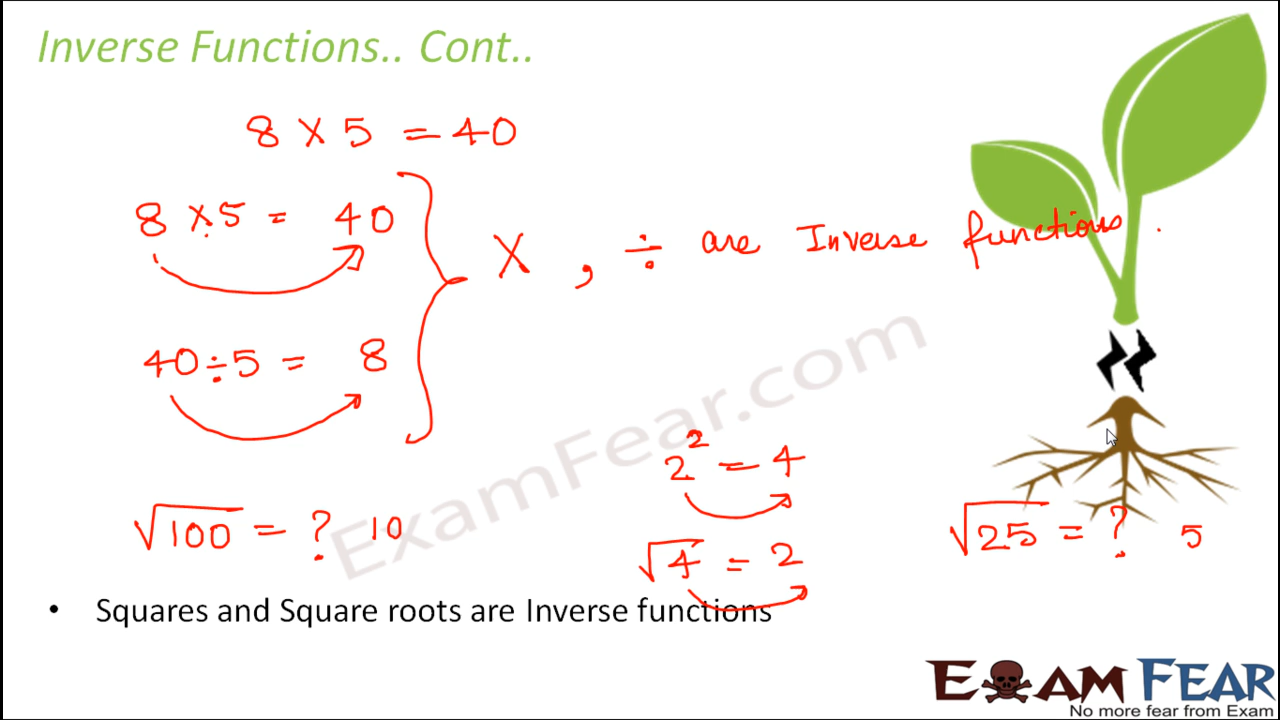 Inverse Functions.. Cont..
8 × 5 = 40
8 × 5 = 40
×, ÷ are Inverse functions.
40 ÷ 5 = 8
2² = 4
√100 = ? 10
√4 = 2
√25 = ? 5
• Squares and Square roots are Inverse functions
ExamFear.com
EXAM FEAR
No more fear from Exam